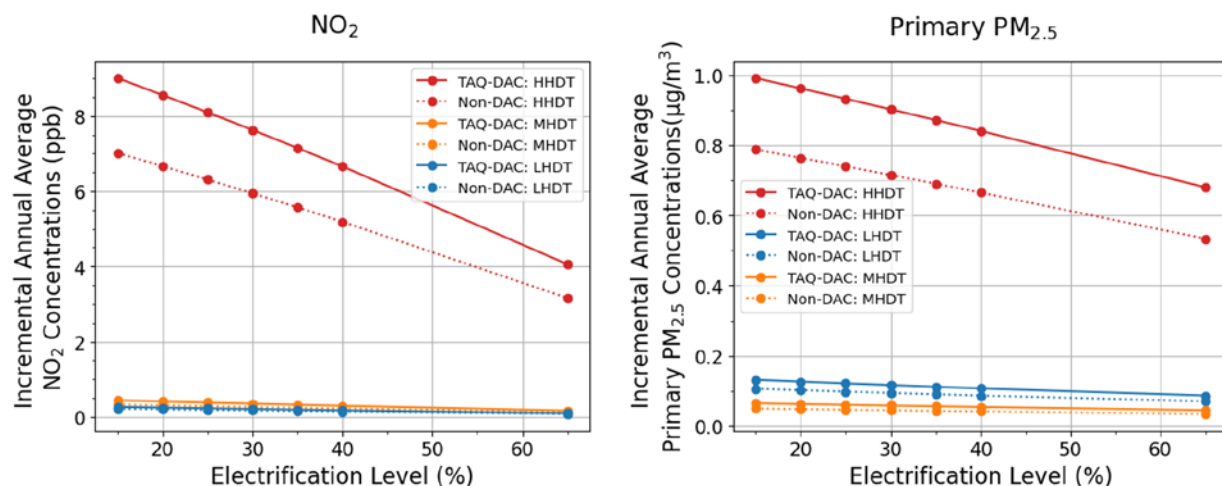 NO₂
Incremental Annual Average
NO₂ Concentrations (ppb)
8
6
4
2
0
TAQ-DAC: HHDT
Non-DAC: HHDT
TAQ-DAC: MHDT
Non-DAC: MHDT
TAQ-DAC: LHDT
Non-DAC: LHDT
20 30 40 50 60
Electrification Level (%)
Primary PM₂.₅
Incremental Annual Average
Primary PM₂.₅ Concentrations(μg/m³)
1.0
0.8
0.6
0.4
0.2
0.0
TAQ-DAC: HHDT
Non-DAC: HHDT
TAQ-DAC: LHDT
Non-DAC: LHDT
TAQ-DAC: MHDT
Non-DAC: MHDT
20 30 40 50 60
Electrification Level (%)